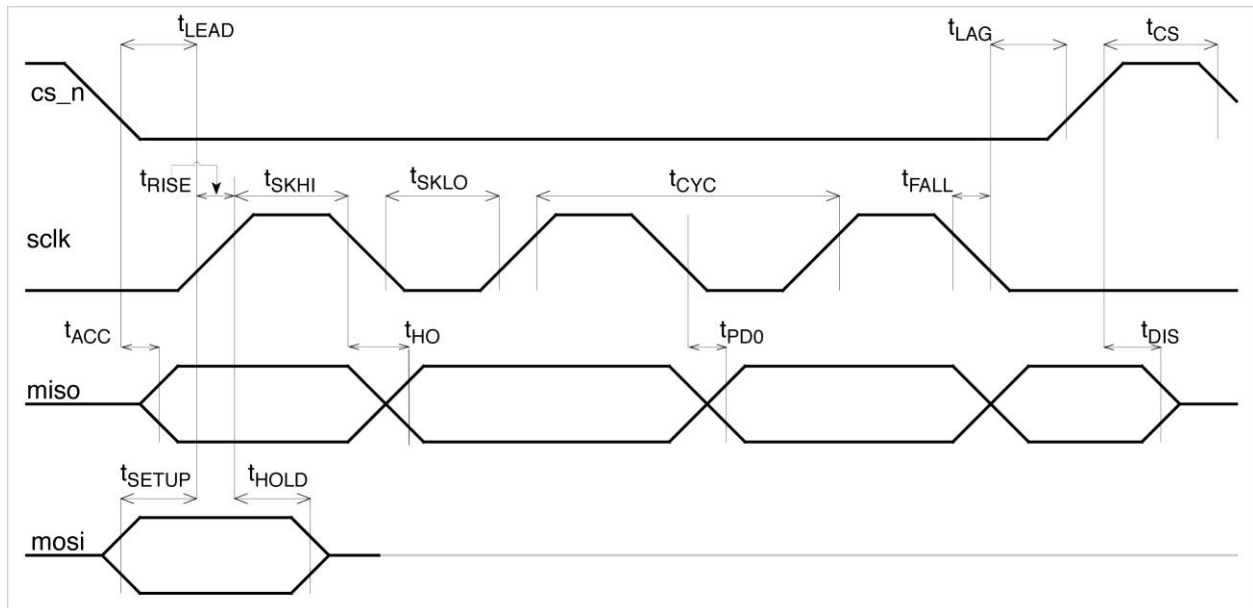 tLEAD tLAG tCS
cs_n
tRISE tSKHI tSKLO tCYC tFALL
sclk
tACC tHO tPD0 tDIS
miso
tSETUP tHOLD
mosi